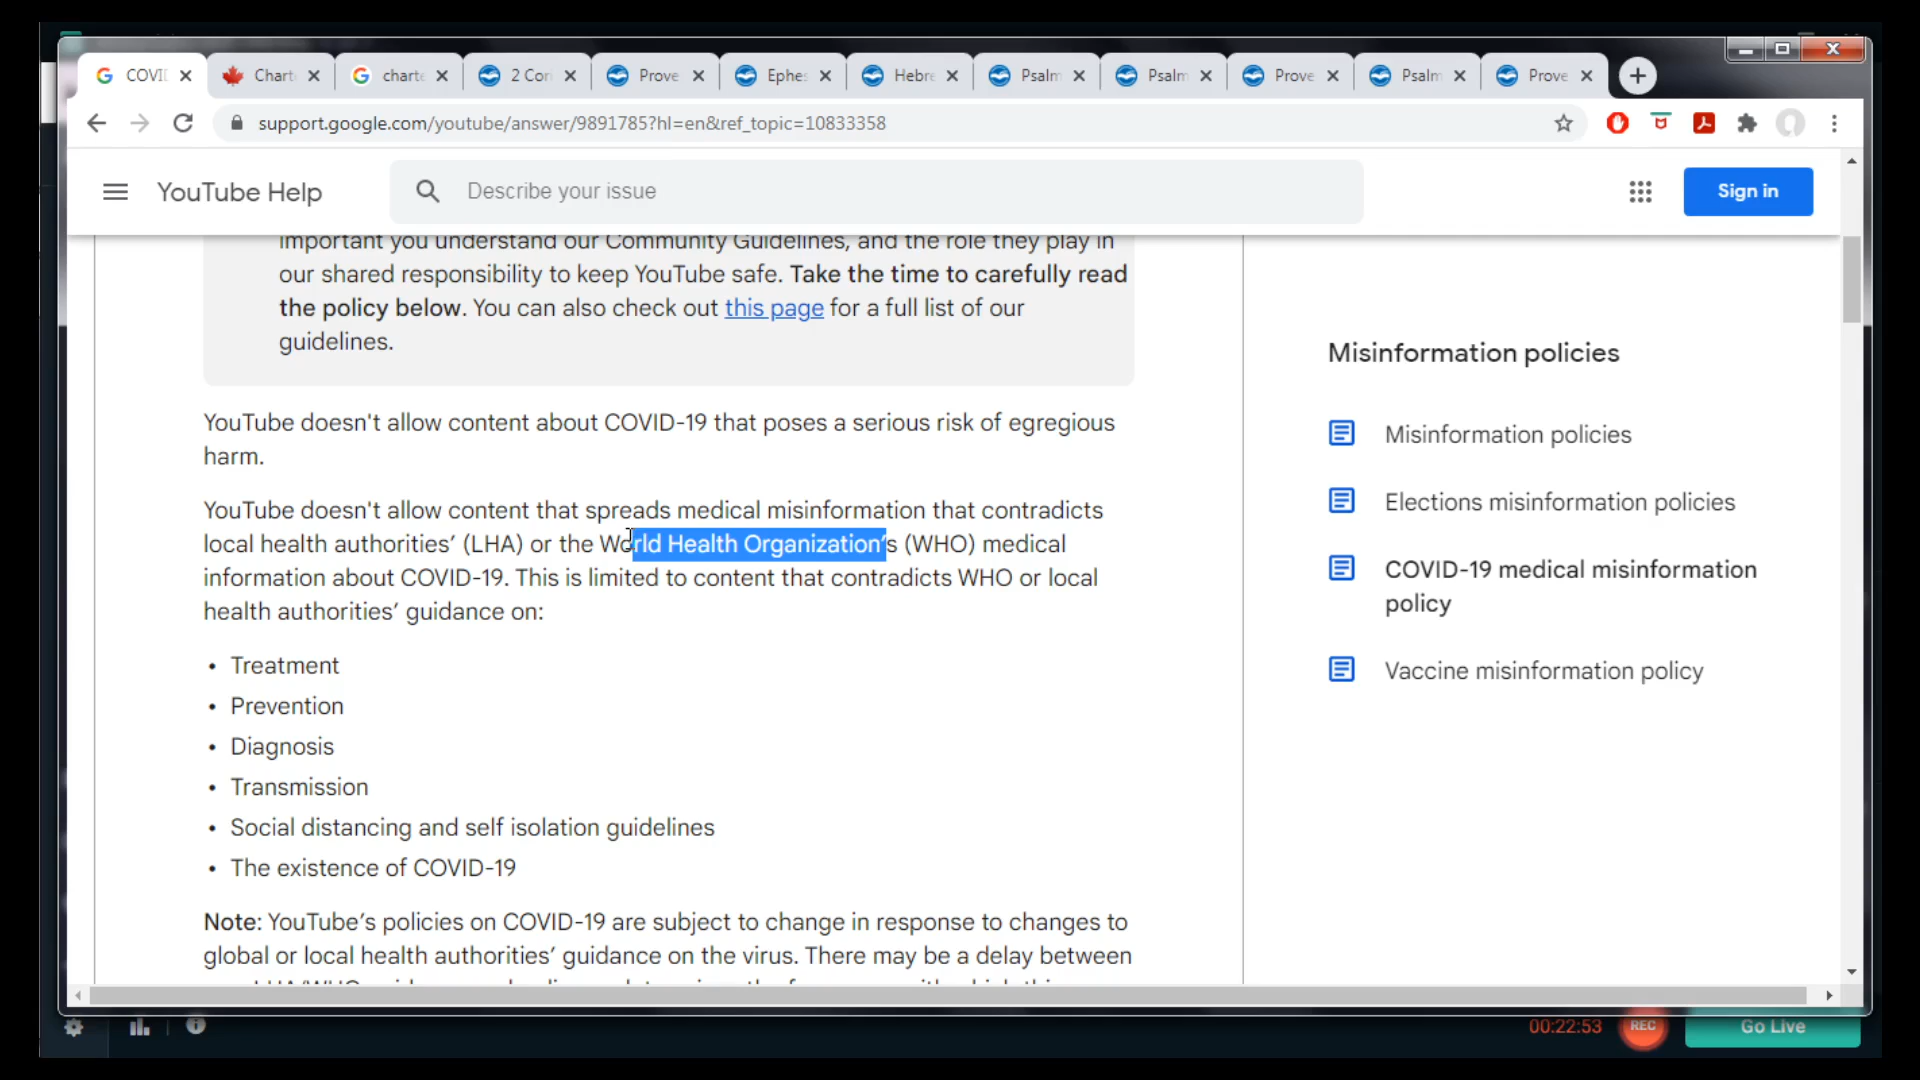 COVI
Chart
charte
2 Cor
Prove
Ephes
Hebre
Psalm
Psalm
Prove
Psalm
Prove
support.google.com/youtube/answer/9891785?hl=en&ref_topic=10833358
YouTube Help
Describe your issue
Sign in
important you understand our Community Guidelines, and the role they play in
our shared responsibility to keep YouTube safe. Take the time to carefully read
the policy below. You can also check out this page for a full list of our
guidelines.
YouTube doesn't allow content about COVID-19 that poses a serious risk of egregious
harm.
YouTube doesn't allow content that spreads medical misinformation that contradicts
local health authorities’ (LHA) or the World Health Organization’s (WHO) medical
information about COVID-19. This is limited to content that contradicts WHO or local
health authorities’ guidance on:
• Treatment
• Prevention
• Diagnosis
• Transmission
• Social distancing and self isolation guidelines
• The existence of COVID-19
Note: YouTube’s policies on COVID-19 are subject to change in response to changes to
global or local health authorities’ guidance on the virus. There may be a delay between
Misinformation policies
Misinformation policies
Elections misinformation policies
COVID-19 medical misinformation
policy
Vaccine misinformation policy
00:22:53
REC
Go Live